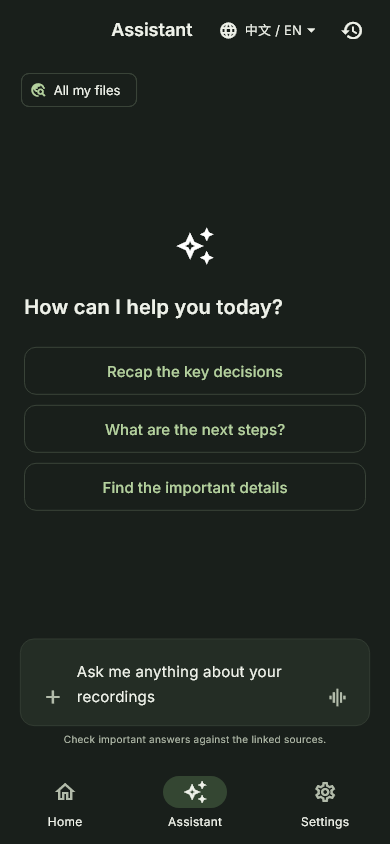 Assistant
中文 / EN
All my files
How can I help you today?
Recap the key decisions
What are the next steps?
Find the important details
Ask me anything about your
recordings
Check important answers against the linked sources.
Home
Assistant
Settings